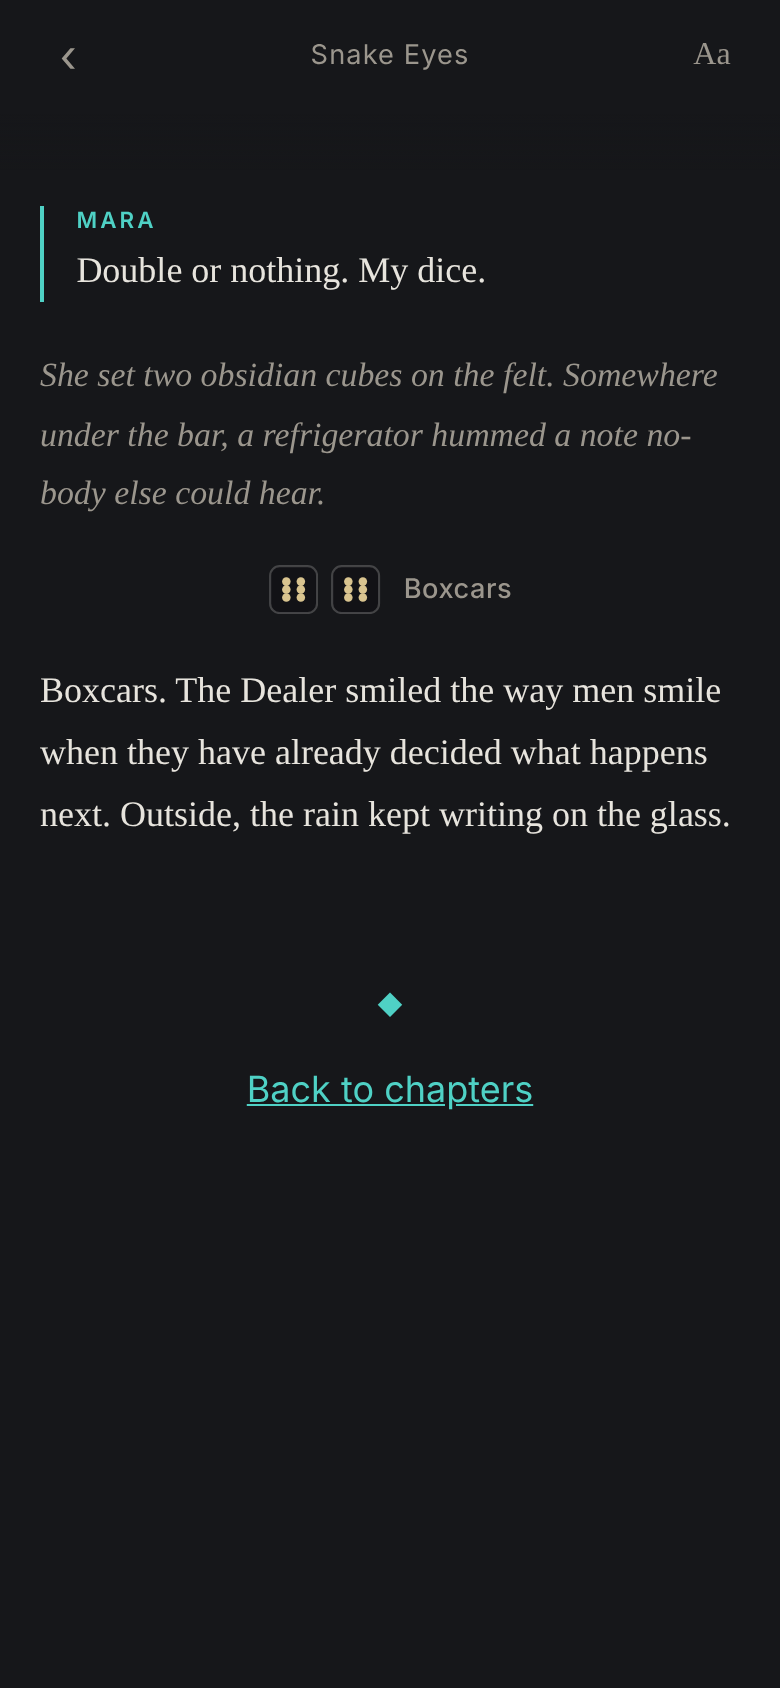 ‹ Snake Eyes Aa
MARA
Double or nothing. My dice.
She set two obsidian cubes on the felt. Somewhere
under the bar, a refrigerator hummed a note no-
body else could hear.
Boxcars
Boxcars. The Dealer smiled the way men smile
when they have already decided what happens
next. Outside, the rain kept writing on the glass.
Back to chapters